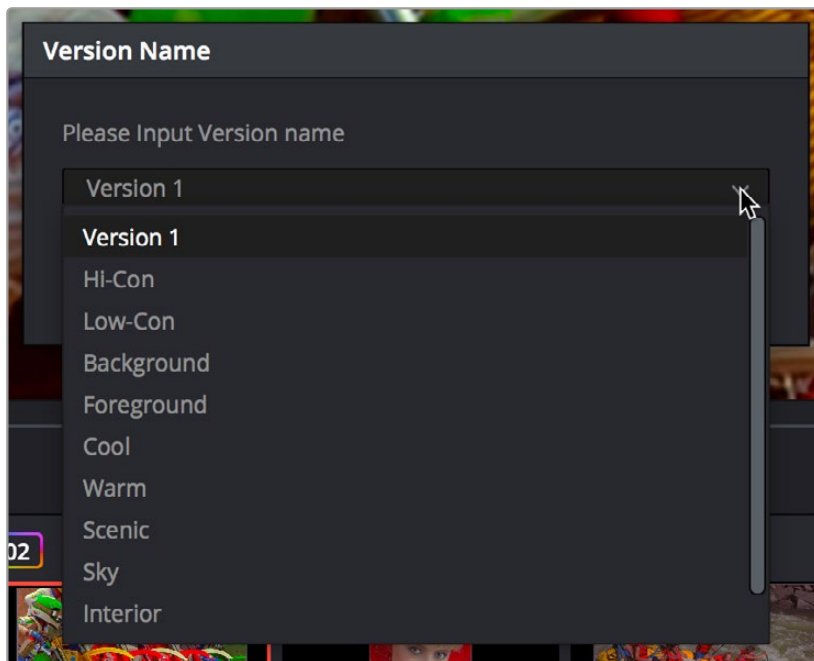 Version Name
Please Input Version name
Version 1
Version 1
Hi-Con
Low-Con
Background
Foreground
Cool
Warm
Scenic
02
Sky
Interior